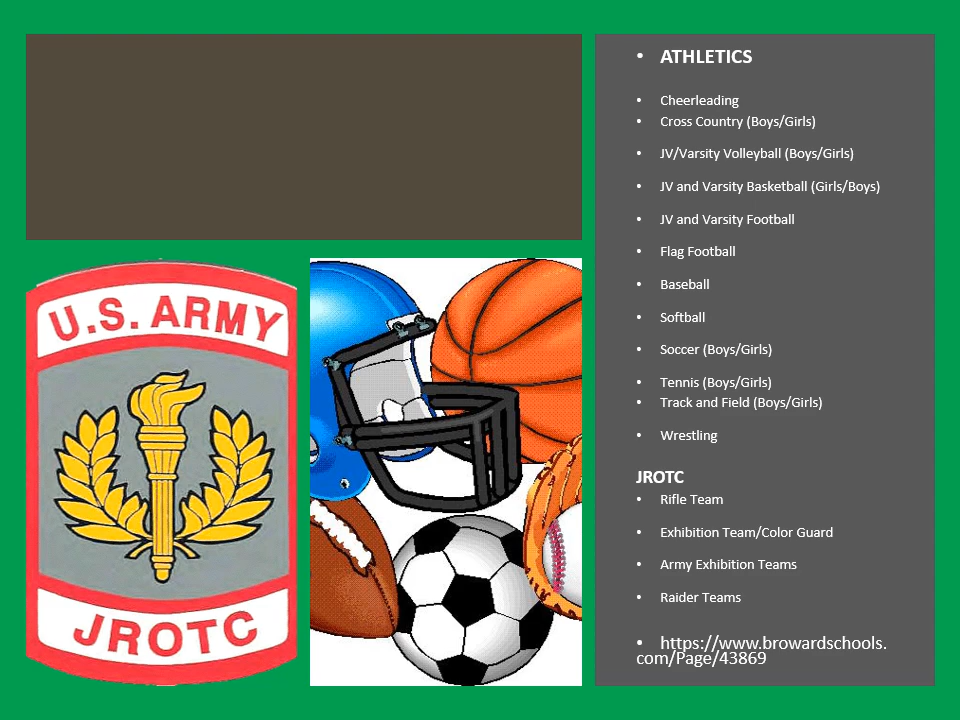 U.S. ARMY
JROTC
• ATHLETICS
• Cheerleading
• Cross Country (Boys/Girls)
• JV/Varsity Volleyball (Boys/Girls)
• JV and Varsity Basketball (Girls/Boys)
• JV and Varsity Football
• Flag Football
• Baseball
• Softball
• Soccer (Boys/Girls)
• Tennis (Boys/Girls)
• Track and Field (Boys/Girls)
• Wrestling
JROTC
• Rifle Team
• Exhibition Team/Color Guard
• Army Exhibition Teams
• Raider Teams
• https://www.browardschools.
com/Page/43869